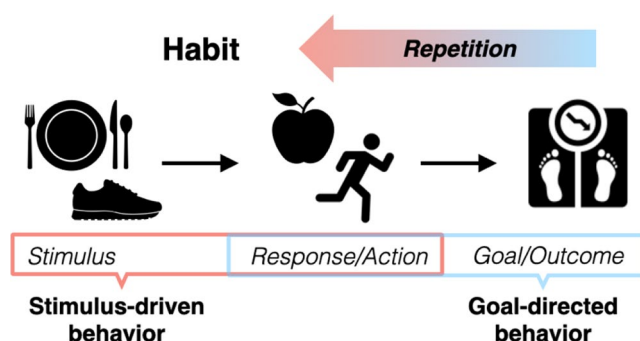 Habit
Repetition
Stimulus
Response/Action
Goal/Outcome
Stimulus-driven
behavior
Goal-directed
behavior